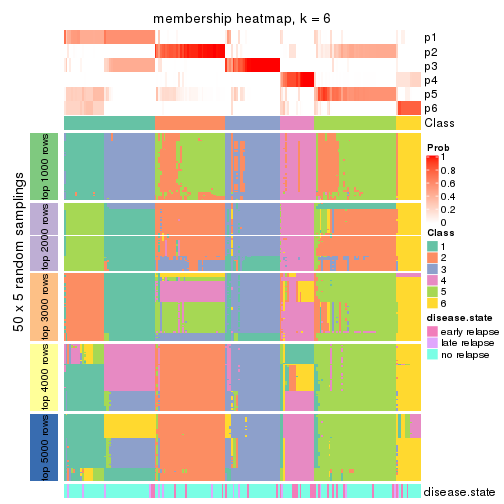 membership heatmap, k = 6
p1
p2
p3
p4
p5
p6
Class
Prob
1
0.8
0.6
0.4
0.2
0
Class
1
2
3
4
5
6
disease.state
early relapse
late relapse
no relapse
50 x 5 random samplings
top 1000 rows
top 2000 rows
top 3000 rows
top 4000 rows
top 5000 rows
disease.state